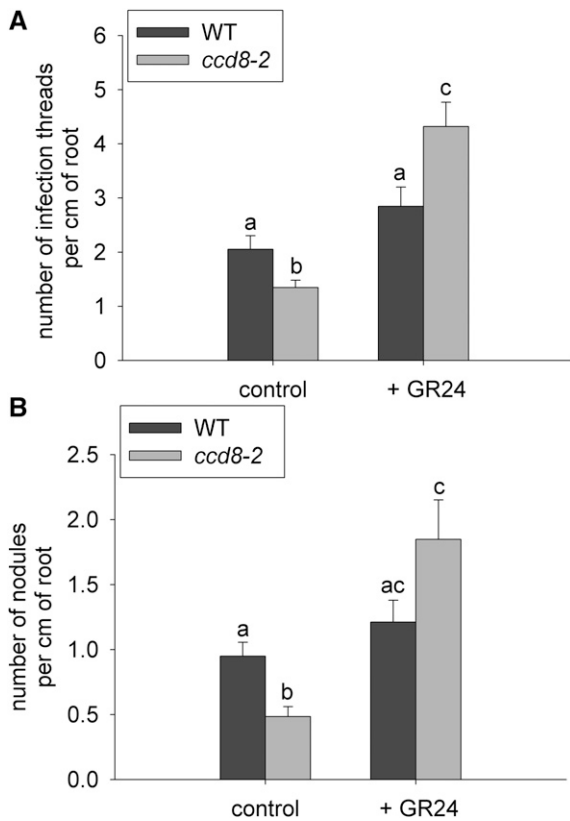 A
WT
ccd8-2
number of infection threads
per cm of root
6
5
4
3
2
1
0
a
b
a
c
control
+ GR24
B
WT
ccd8-2
number of nodules
per cm of root
2.5
2.0
1.5
1.0
0.5
0.0
a
b
ac
c
control
+ GR24